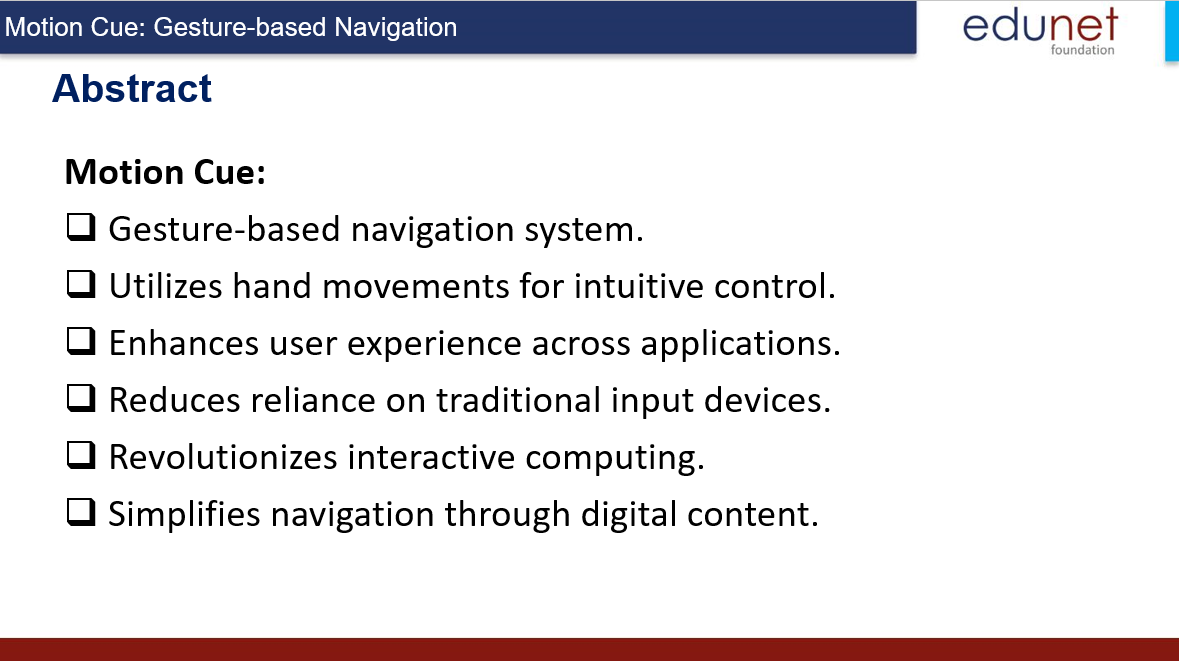 Motion Cue: Gesture-based Navigation
edunet
foundation
Abstract
Motion Cue:
❑ Gesture-based navigation system.
❑ Utilizes hand movements for intuitive control.
❑ Enhances user experience across applications.
❑ Reduces reliance on traditional input devices.
❑ Revolutionizes interactive computing.
❑ Simplifies navigation through digital content.